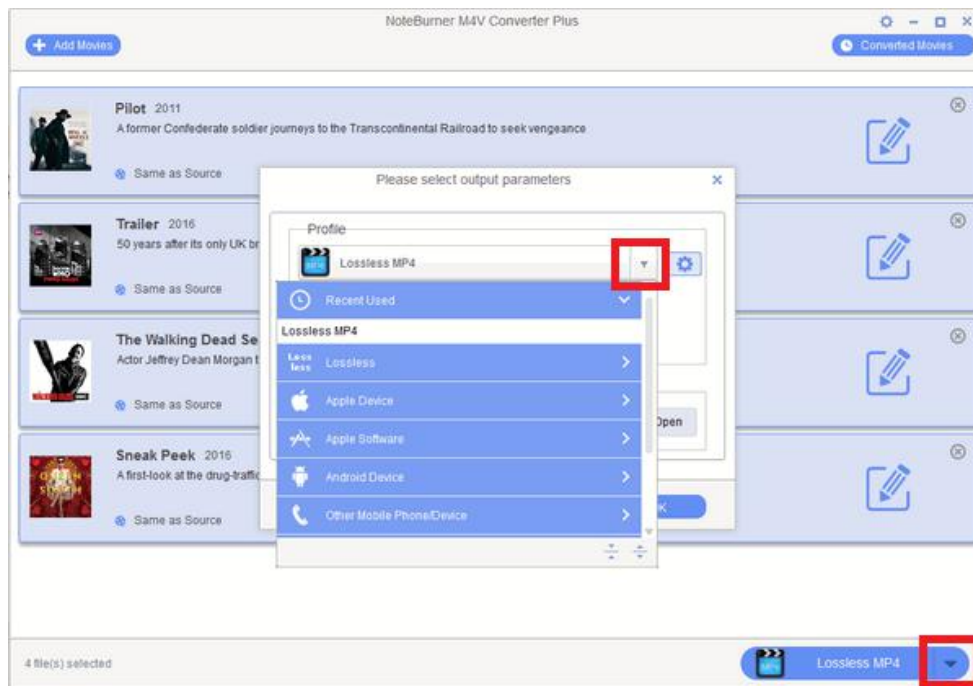 NoteBurner M4V Converter Plus
Add Movies
Converted Movies
Pilot 2011
A former Confederate soldier journeys to the Transcontinental Railroad to seek vengeance
Same as Source
Please select output parameters
Trailer 2016
50 years after its only UK br
Same as Source
Profile
Lossless MP4
Recent Used
Lossless MP4
Less less Lossless
Apple Device
Apple Software
Android Device
Other Mobile Phone/Device
Open
K
The Walking Dead Se
Actor Jeffrey Dean Morgan t
Same as Source
Sneak Peek 2016
A first-look at the drug-traffic
Same as Source
4 file(s) selected
Lossless MP4